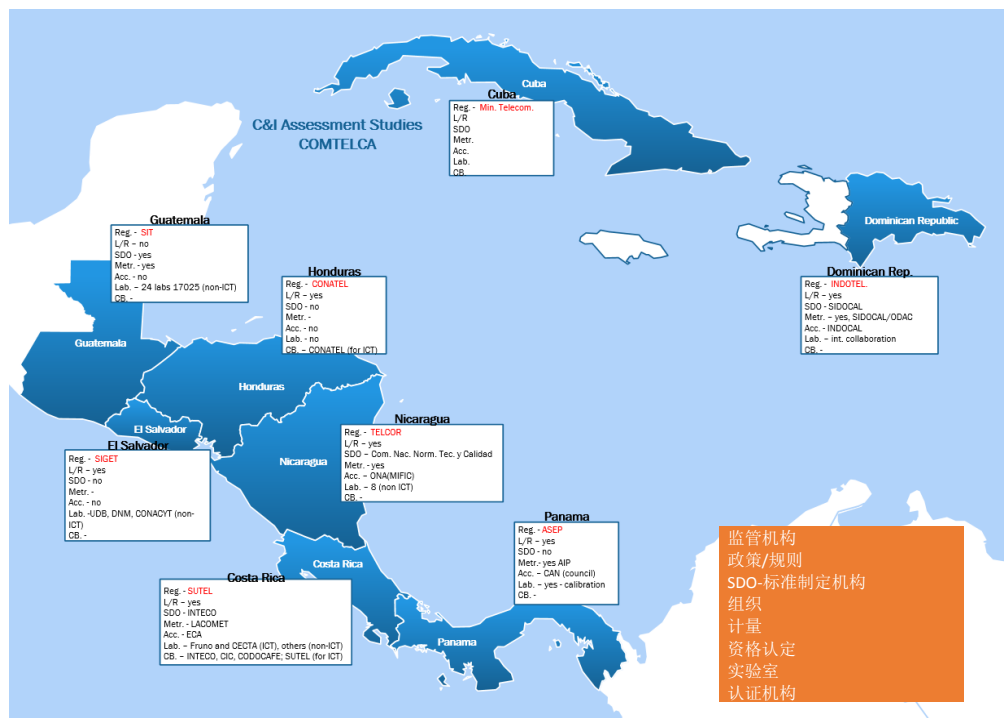 Cuba
Cuba
Reg. - Min. Telecom.
L/R
SDO
Metr.
Acc.
Lab.
CB.
C&I Assessment Studies
COMTELCA
Dominican Republic
Guatemala
Reg. - SIT
L/R – no
SDO - yes
Metr. - yes
Acc. - no
Lab. – 24 labs 17025 (non-ICT)
CB. -
Honduras
Reg. - CONATEL
L/R – yes
SDO - no
Metr. -
Acc. - no
Lab. - no
CB. – CONATEL (for ICT)
Dominican Rep.
Reg. - INDOTEL.
L/R – yes
SDO - SIDOCAL
Metr. – yes, SIDOCAL/ODAC
Acc. - INDOCAL
Lab. – int. collaboration
CB. -
Guatemala
Honduras
El Salvador
Nicaragua
El Salvador
Reg. - SIGET
L/R – yes
SDO - no
Metr. -
Acc. - no
Lab. -UDB, DNM, CONACYT (non-
ICT)
CB. -
Nicaragua
Reg. - TELCOR
L/R – yes
SDO – Com. Nac. Norm. Tec. y Calidad
Metr. - yes
Acc. – ONA(MIFIC)
Lab. – 8 (non ICT)
CB. -
Panama
Reg. - ASEP
L/R – yes
SDO - no
Metr.- yes AIP
Acc. – CAN (council)
Lab. – yes - calibration
CB. -
Costa Rica
Costa Rica
Reg. - SUTEL
L/R – yes
SDO - INTECO
Metr. - LACOMET
Acc. - ECA
Lab. – Fruno and CECTA (ICT), others (non-ICT)
CB. – INTECO, CIC, CODOCAFE; SUTEL (for ICT)
Panama
监管机构
政策/规则
SDO-标准制定机构
组织
计量
资格认定
实验室
认证机构